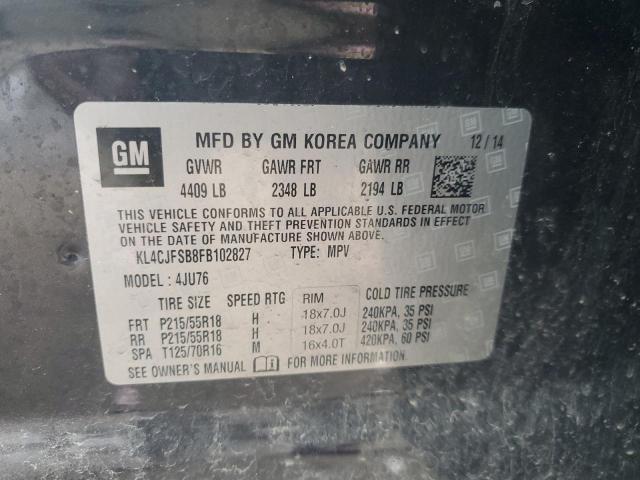 GM
MFD BY GM KOREA COMPANY 12/14
GVWR GAWR FRT GAWR RR
4409 LB 2348 LB 2194 LB
THIS VEHICLE CONFORMS TO ALL APPLICABLE U.S. FEDERAL MOTOR
VEHICLE SAFETY AND THEFT PREVENTION STANDARDS IN EFFECT
ON THE DATE OF MANUFACTURE SHOWN ABOVE.
KL4CJFSB8FB102827 TYPE: MPV
MODEL: 4JU76
TIRE SIZE SPEED RTG RIM COLD TIRE PRESSURE
FRT P215/55R18 H 18x7.0J 240KPA, 35 PSI
RR P215/55R18 H 18x7.0J 240KPA, 35 PSI
SPA T125/70R16 M 16x4.0T 420KPA, 60 PSI
SEE OWNER'S MANUAL FOR MORE INFORMATION.